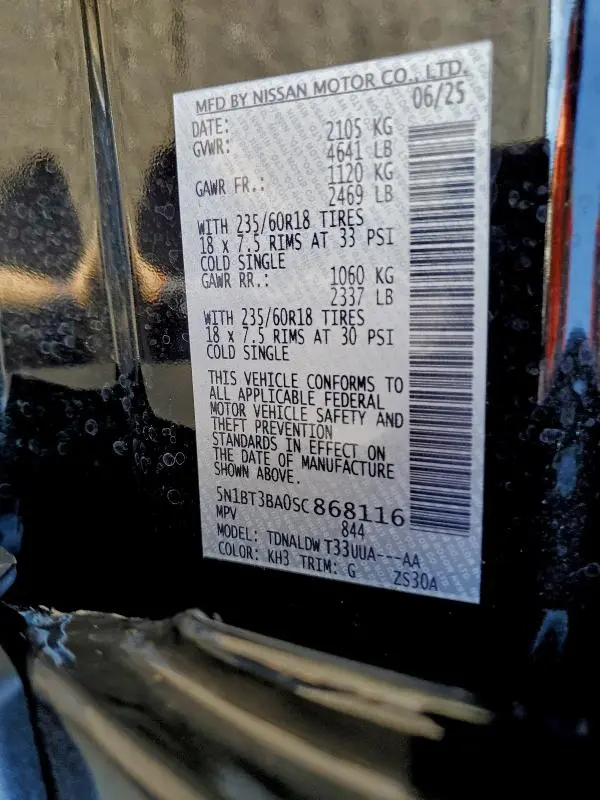 MFD BY NISSAN MOTOR CO., LTD.
DATE: 06/25
GVWR: 2105 KG
4641 LB
GAWR FR.: 1120 KG
2469 LB
WITH 235/60R18 TIRES
18 x 7.5 RIMS AT 33 PSI
COLD SINGLE
GAWR RR.: 1060 KG
2337 LB
WITH 235/60R18 TIRES
18 x 7.5 RIMS AT 30 PSI
COLD SINGLE
THIS VEHICLE CONFORMS TO
ALL APPLICABLE FEDERAL
MOTOR VEHICLE SAFETY AND
THEFT PREVENTION
STANDARDS IN EFFECT ON
THE DATE OF MANUFACTURE
SHOWN ABOVE.
5N1BT3BA0SC868116
MPV 844
MODEL: TDNALDW T33UUA---AA
COLOR: KH3 TRIM: G ZS30A